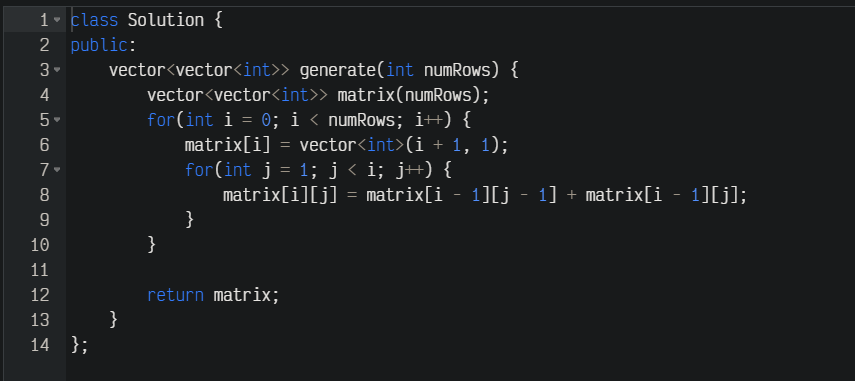 1 class Solution {
2 public:
3     vector<vector<int>> generate(int numRows) {
4         vector<vector<int>> matrix(numRows);
5         for(int i = 0; i < numRows; i++) {
6             matrix[i] = vector<int>(i + 1, 1);
7             for(int j = 1; j < i; j++) {
8                 matrix[i][j] = matrix[i - 1][j - 1] + matrix[i - 1][j];
9             }
10         }
11
12         return matrix;
13     }
14 };